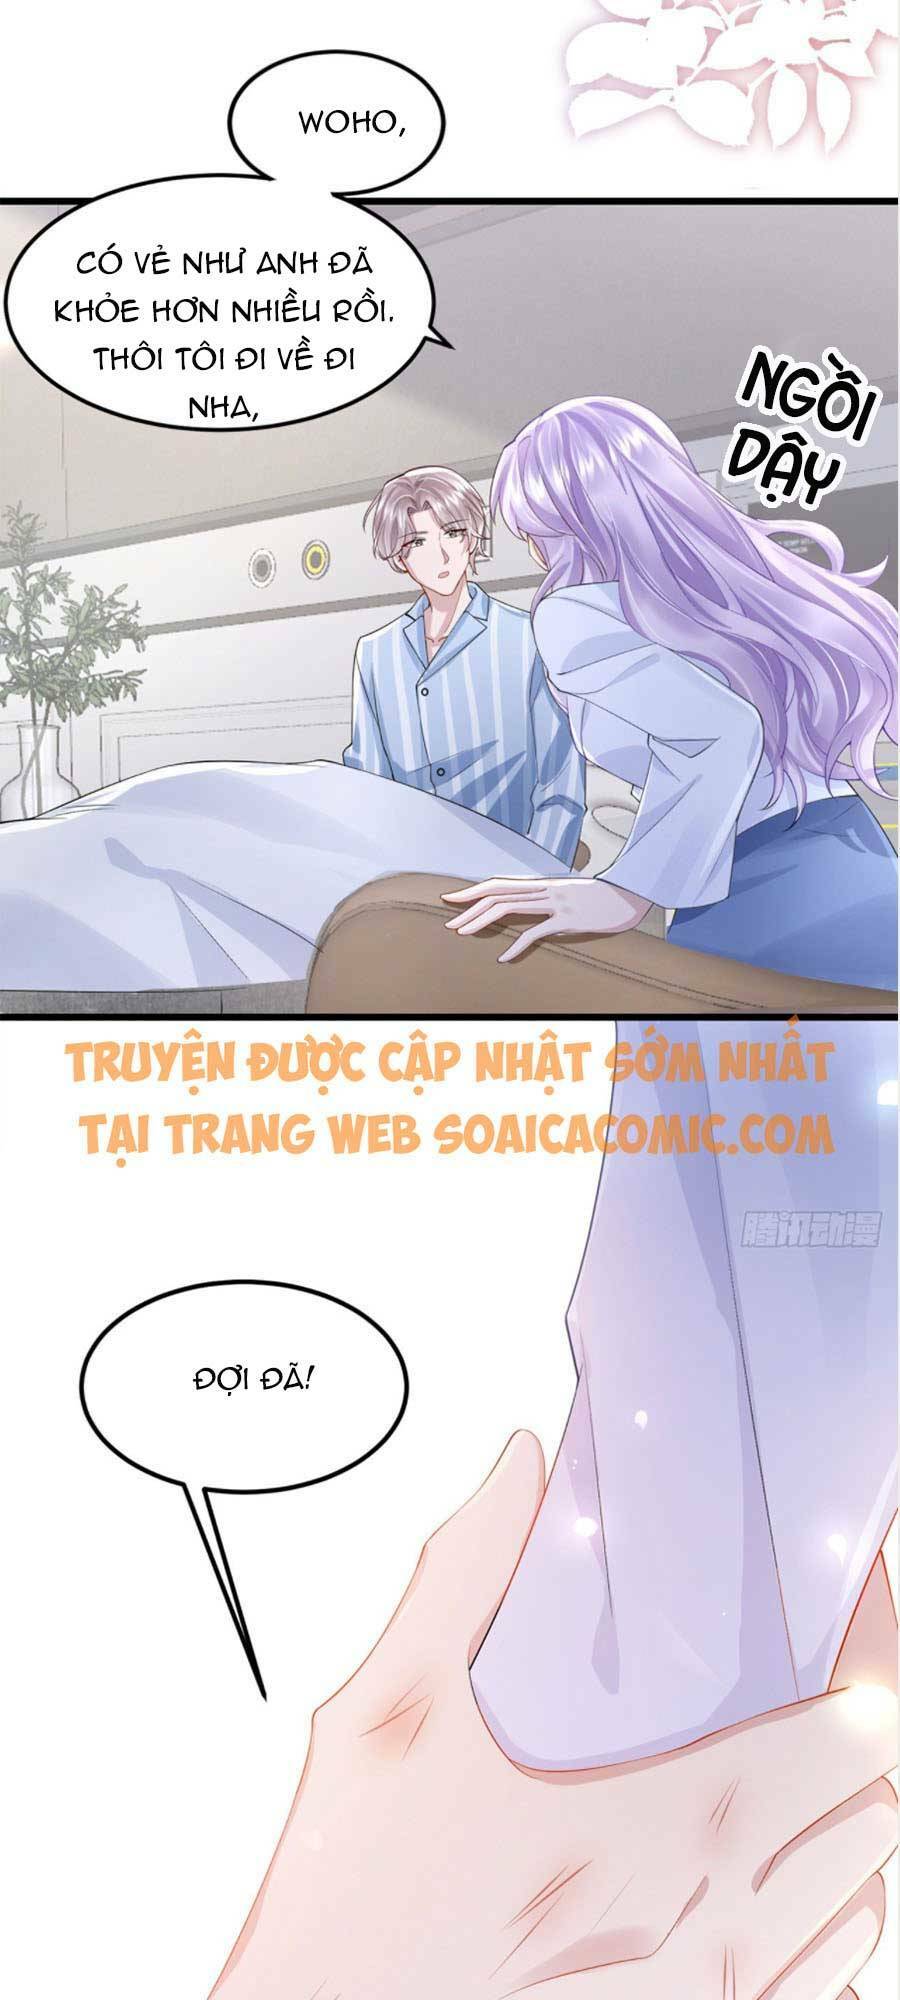 WOHO,
CÓ VẺ NHƯ ANH ĐÃ
KHỎE HƠN NHIỀU RỒI.
THÔI TÔI ĐI VỀ ĐI
NHA,
NGỒI
DẬY
TRUYỆN ĐƯỢC CẬP NHẬT SỚM NHẤT
TẠI TRANG WEB SOAICACOMIC.COM
腾讯动漫
ĐỢI ĐÃ!